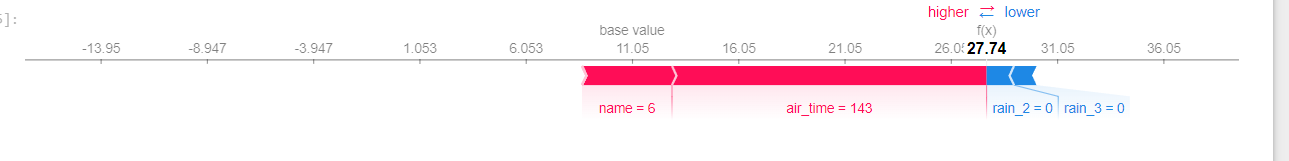 higher ⇄ lower
]:
base value f(x)
-13.95 -8.947 -3.947 1.053 6.053 11.05 16.05 21.05 26.05 27.74 31.05 36.05
name = 6 air_time = 143 rain_2 = 0 rain_3 = 0